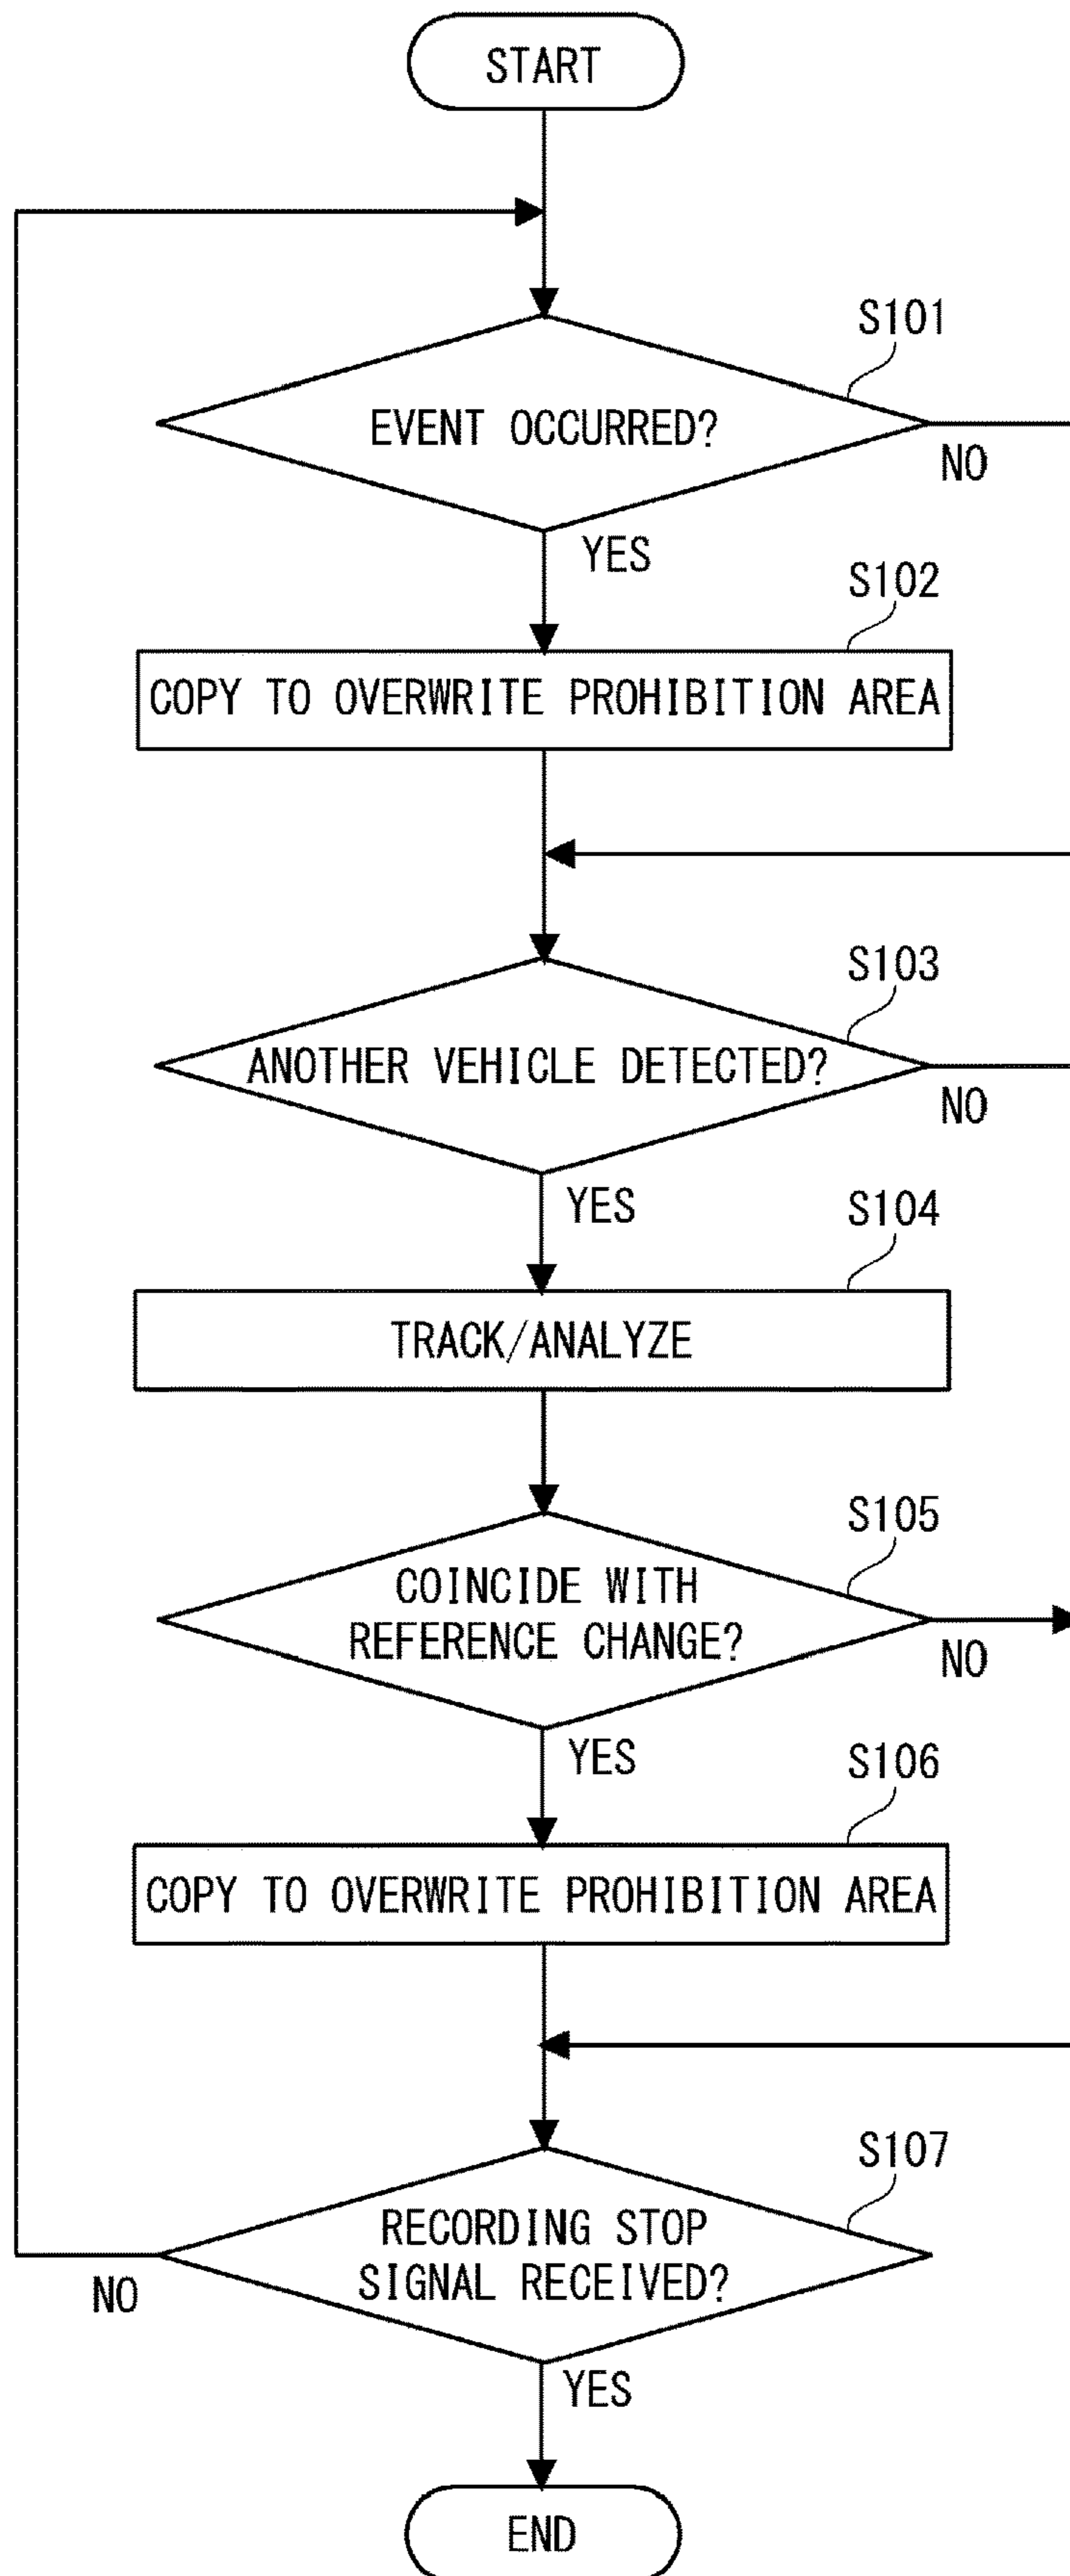 START
S101
EVENT OCCURRED?
NO
YES
S102
COPY TO OVERWRITE PROHIBITION AREA
S103
ANOTHER VEHICLE DETECTED?
NO
YES
S104
TRACK/ANALYZE
S105
COINCIDE WITH
REFERENCE CHANGE?
NO
YES
S106
COPY TO OVERWRITE PROHIBITION AREA
S107
RECORDING STOP
SIGNAL RECEIVED?
NO
YES
END